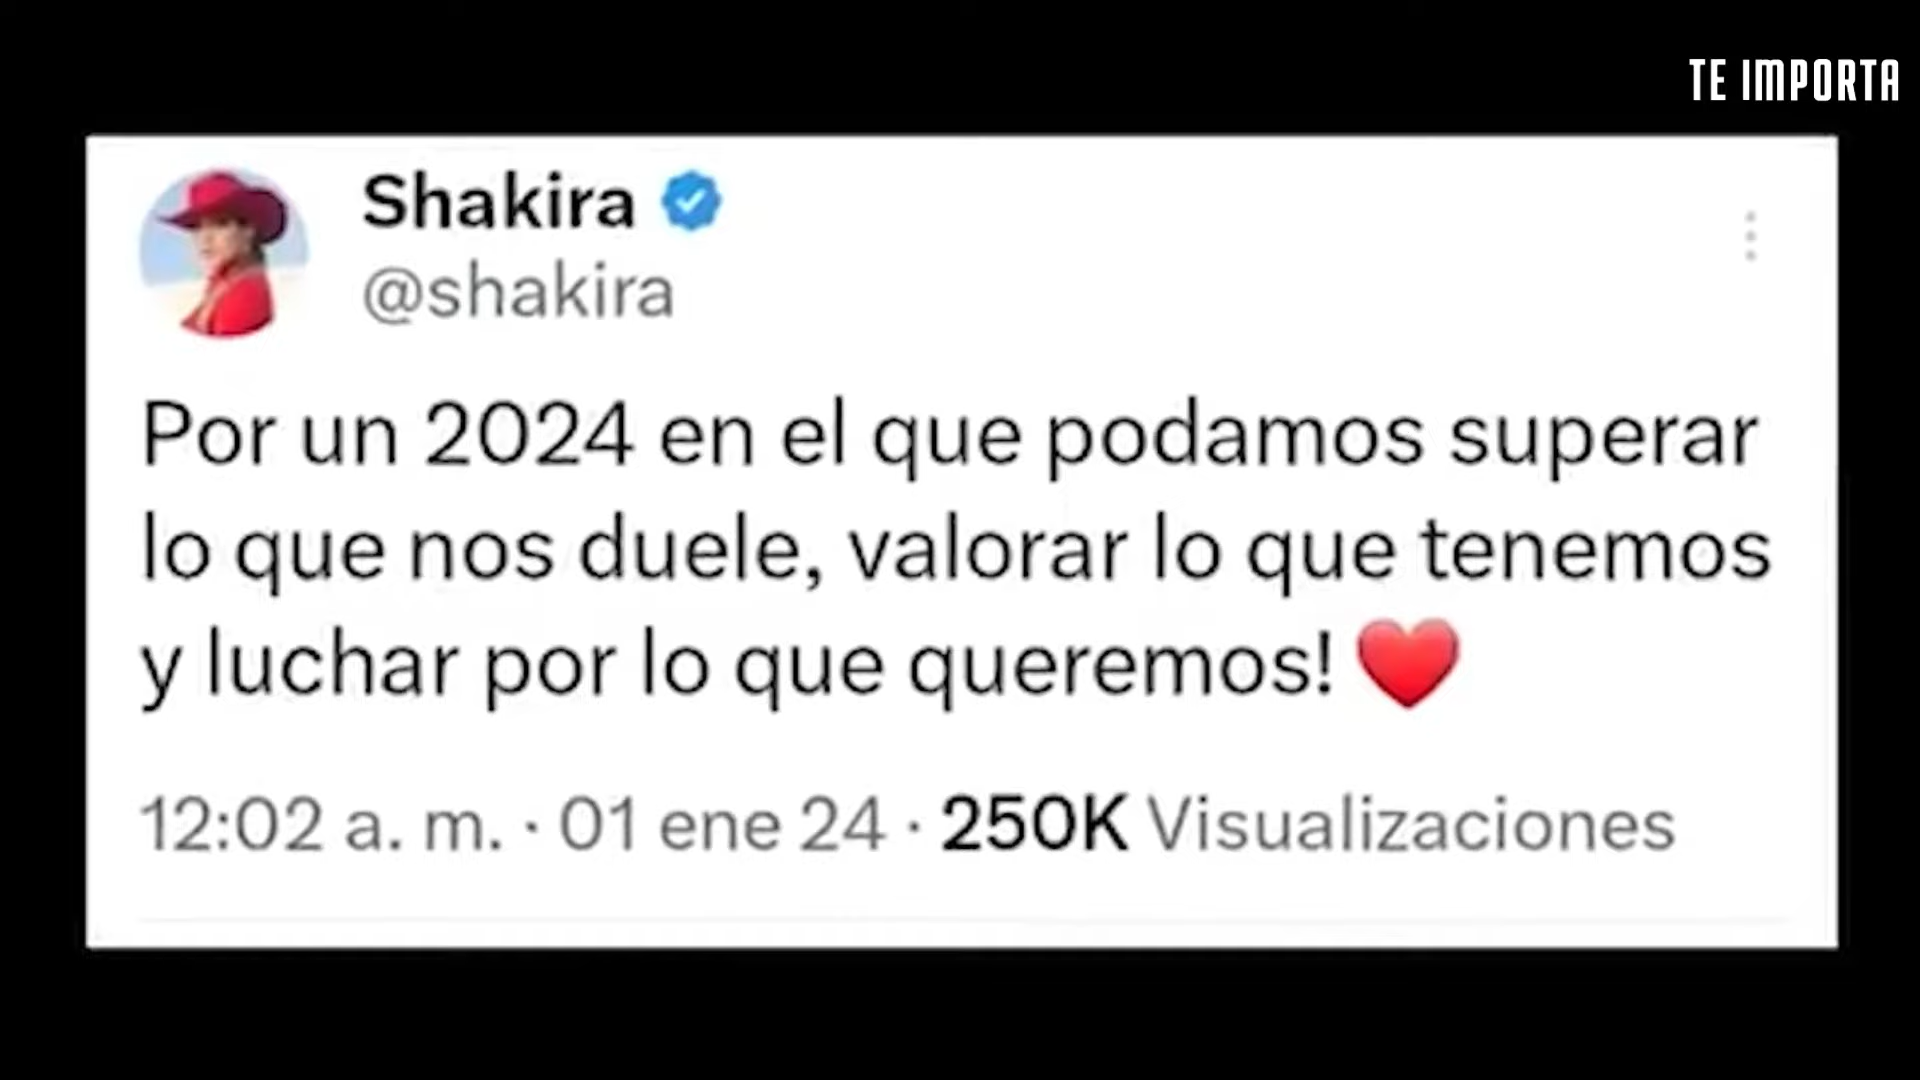 TE IMPORTA
Shakira
@shakira
Por un 2024 en el que podamos superar
lo que nos duele, valorar lo que tenemos
y luchar por lo que queremos! ❤️
12:02 a. m. · 01 ene 24 · 250K Visualizaciones